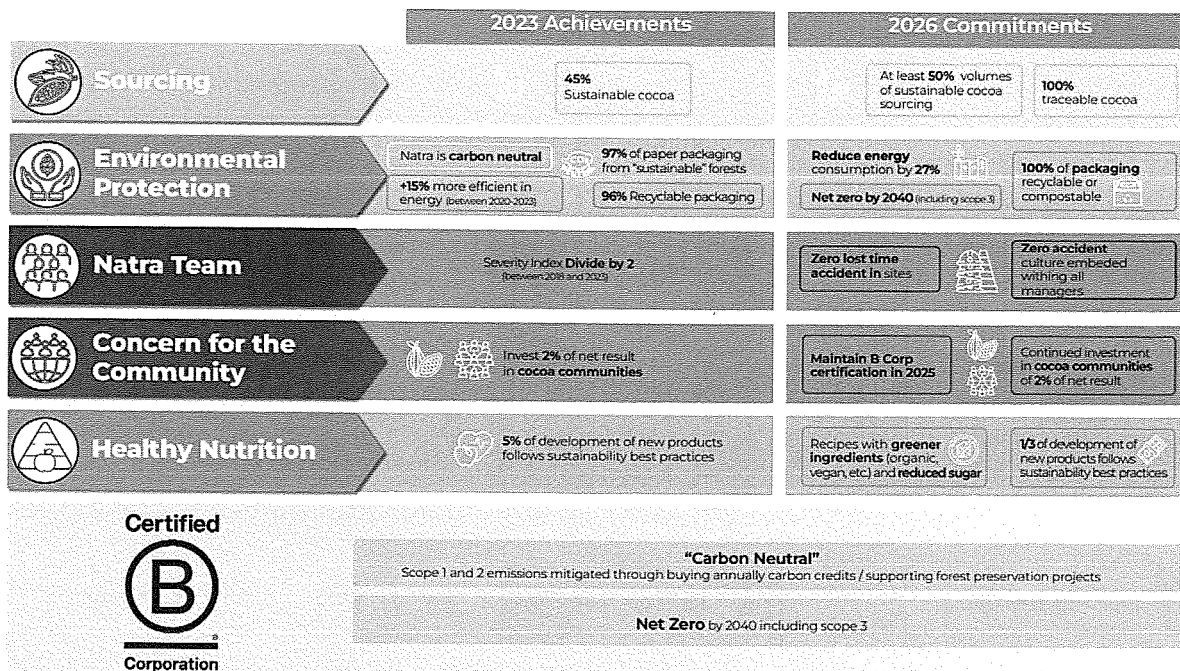 2023 Achievements
2026 Commitments
Sourcing
45%
Sustainable cocoa
At least 50% volumes
of sustainable cocoa
sourcing
100%
traceable cocoa
Environmental
Protection
Natra is carbon neutral
+15% more efficient in
energy (between 2020-2023)
97% of paper packaging
from "sustainable" forests
96% Recyclable packaging
Reduce energy
consumption by 27%
Net zero by 2040 (including scope 3)
100% of packaging
recyclable or
compostable
Natra Team
Severity Index Divide by 2
(between 2018 and 2023)
Zero lost time
accident in sites
Zero accident
culture embeded
withing all
managers
Concern for the
Community
Invest 2% of net result
in cocoa communities
Maintain B Corp
certification in 2025
Continued investment
in cocoa communities
of 2% of net result
Healthy Nutrition
5% of development of new products
follows sustainability best practices
Recipes with greener
ingredients (organic,
vegan, etc) and reduced sugar
1/3 of development of
new products follows
sustainability best practices
Certified
B
Corporation
"Carbon Neutral"
Scope 1 and 2 emissions mitigated through buying annually carbon credits / supporting forest preservation projects
Net Zero by 2040 including scope 3